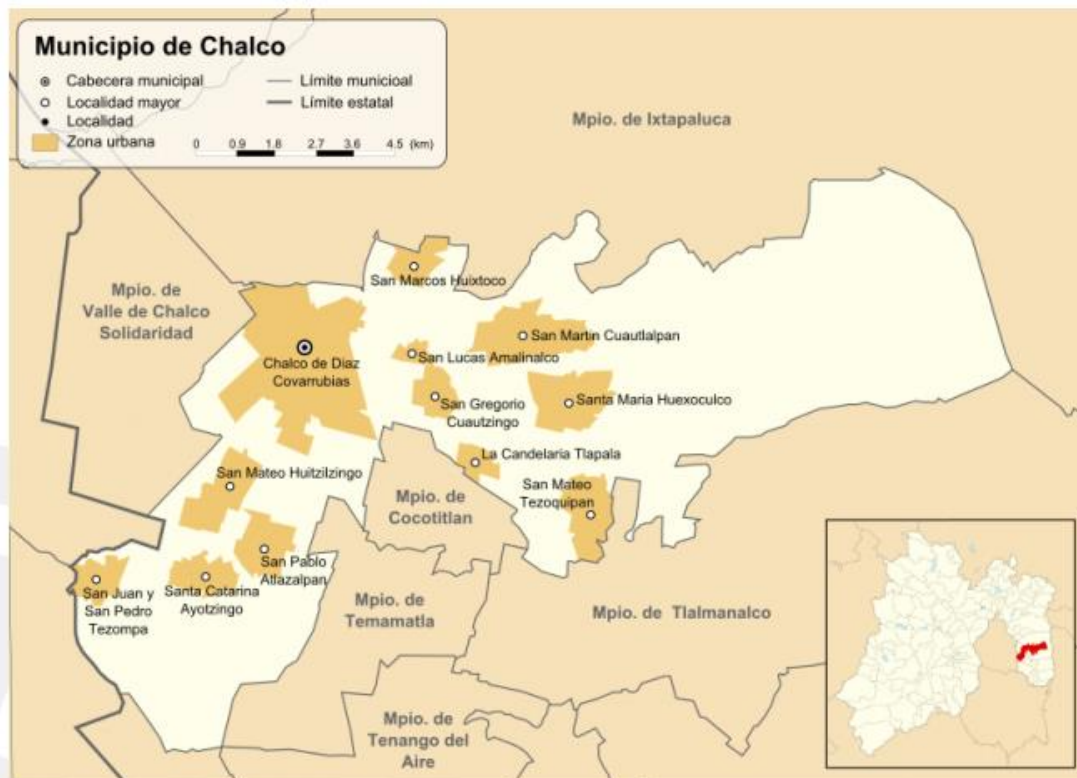 Municipio de Chalco
Cabecera municipal
Localidad mayor
Localidad
Zona urbana
Límite municioal
Límite estatal
0 0.9 1.8 2.7 3.6 4.5 (km)
Mpio. de Ixtapaluca
San Marcos Huixtoco
Mpio. de
Valle de Chalco
Solidaridad
San Martin Cuautlalpan
San Lucas Amalinalco
Chalco de Diaz
Covarrubias
San Gregorio
Cuautzingo
Santa Maria Huexoculco
La Candelaria Tlapala
San Mateo Huitzilzingo
San Mateo
Tezoquipan
Mpio. de
Cocotitlan
San Pablo
Atlazalpan
San Juan y
San Pedro
Tezompa
Santa Catarina
Ayotzingo
Mpio. de
Temamatla
Mpio. de Tlalmanalco
Mpio. de
Tenango del
Aire